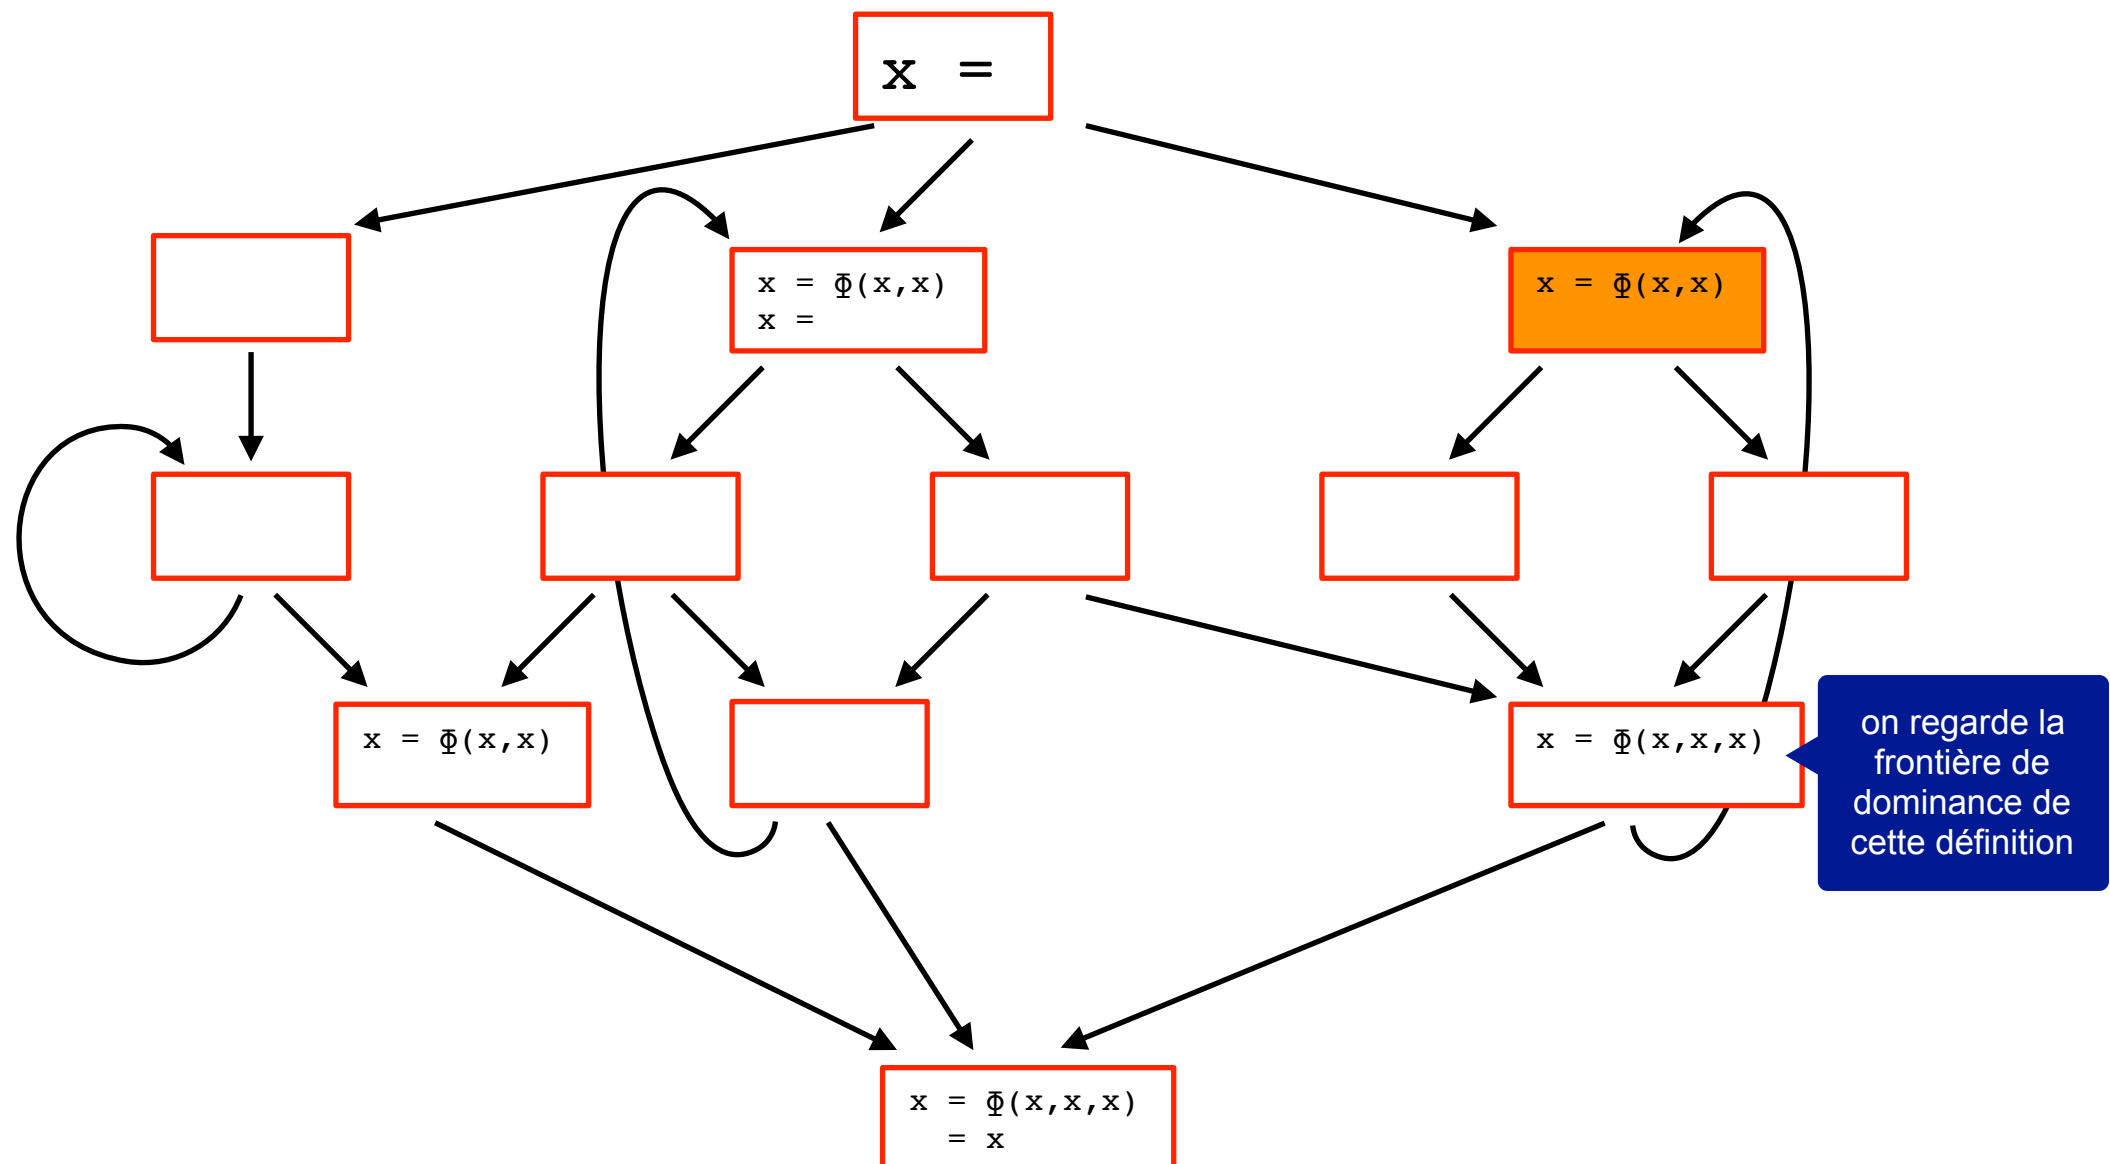 x =
x = Φ(x,x)
x =
x = Φ(x,x)
x = Φ(x,x)
x = Φ(x,x,x)
on regarde la
frontière de
dominance de
cette définition
x = Φ(x,x,x)
= x